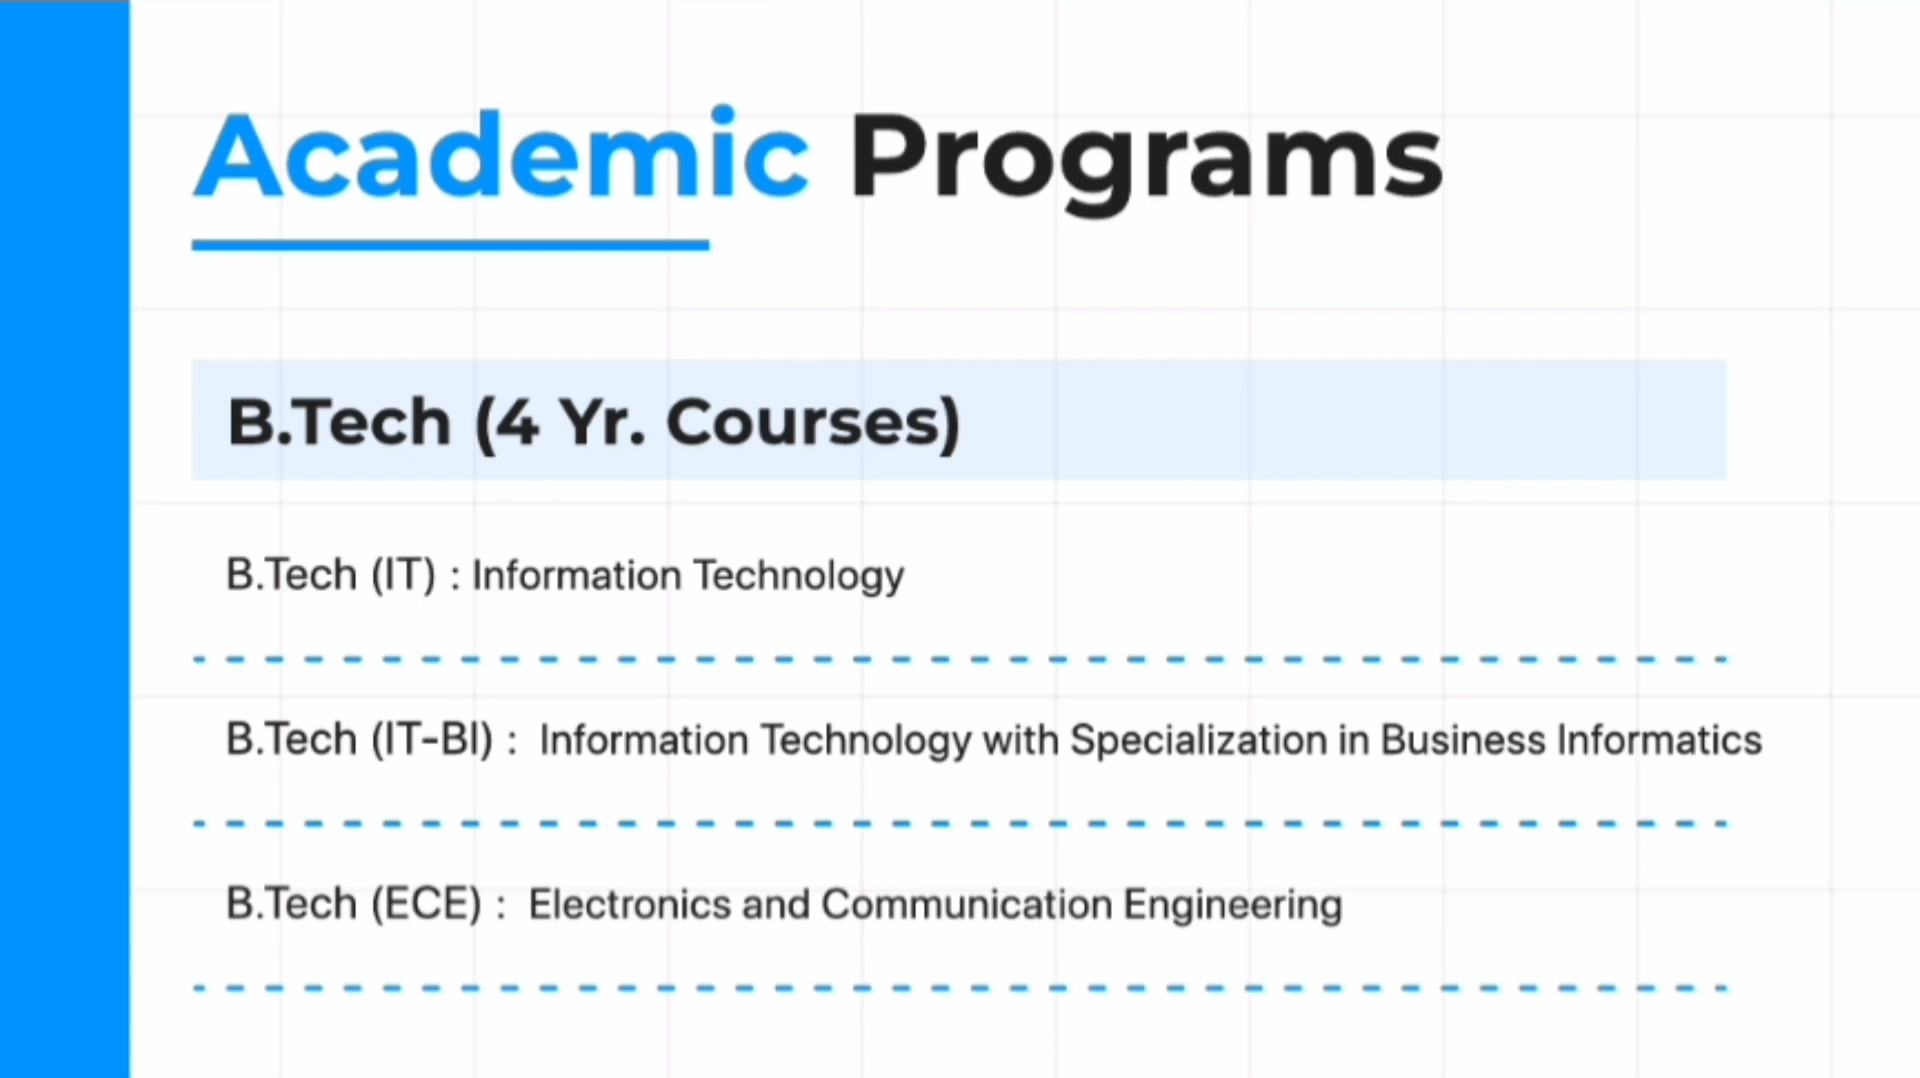 Academic Programs
B.Tech (4 Yr. Courses)
B.Tech (IT) : Information Technology
B.Tech (IT-BI) : Information Technology with Specialization in Business Informatics
B.Tech (ECE) : Electronics and Communication Engineering